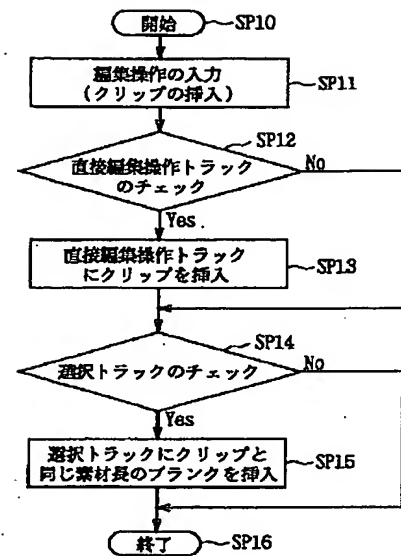 開始
SP10
編集操作の入力
(クリップの挿入)
SP11
SP12
直接編集操作トラック
のチェック
No
Yes
直接編集操作トラック
にクリップを挿入
SP13
SP14
選択トラックのチェック
No
Yes
選択トラックにクリップと
同じ素材長のブランクを挿入
SP15
終了
SP16